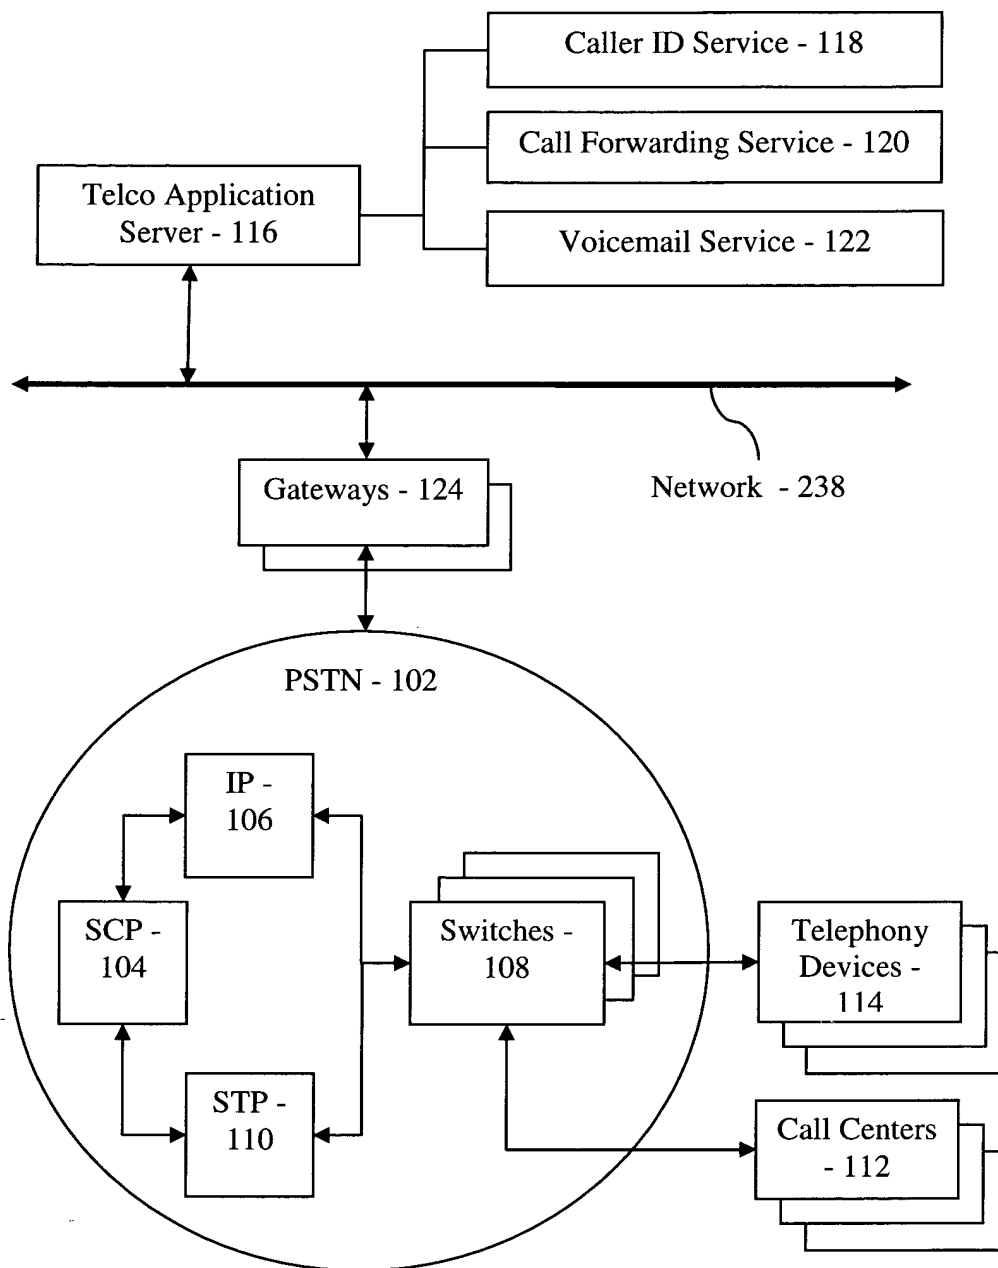 Caller ID Service - 118
Call Forwarding Service - 120
Telco Application
Server - 116
Voicemail Service - 122
Gateways - 124
Network - 238
PSTN - 102
IP -
106
SCP -
104
Switches -
108
Telephony
Devices -
114
STP -
110
Call Centers
- 112